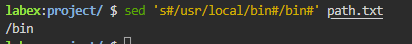 labex:project/ $ sed 's#/usr/local/bin#/bin#' path.txt
/bin
labex:project/ $